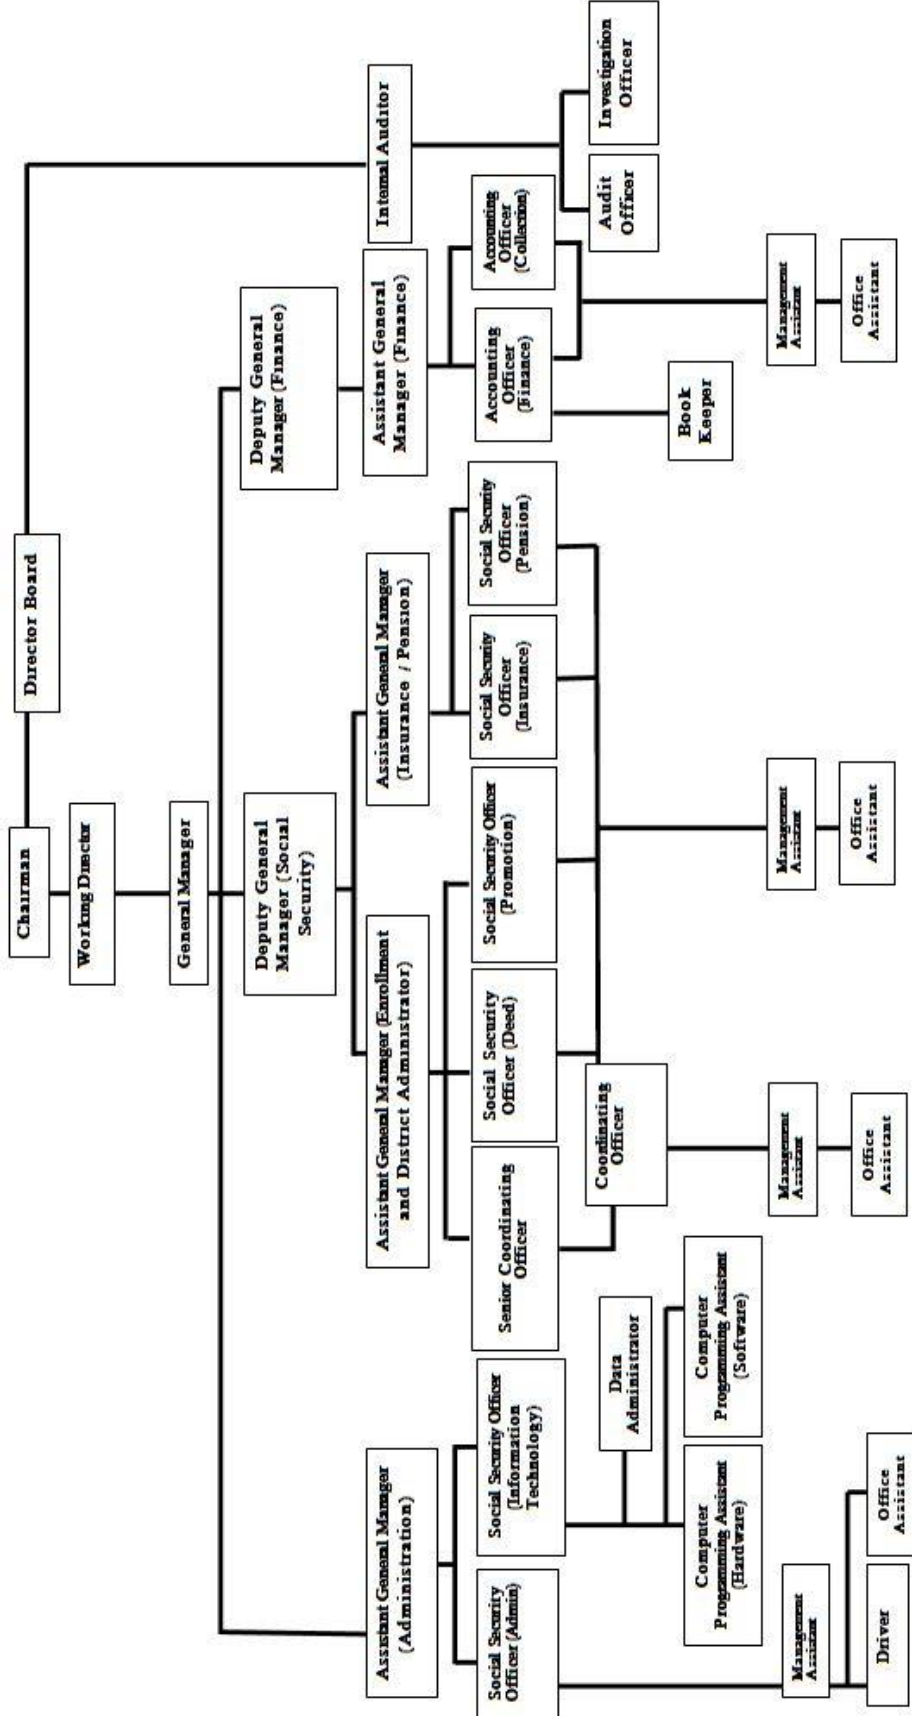 Chairman
Director Board
Working Director
General Manager
Deputy General
Manager (Social
Security)
Deputy General
Manager (Finance)
Assistant General Manager
(Administration)
Assistant General Manager (Enrollment
and District Administrator)
Assistant General Manager
(Insurance / Pension)
Assistant General
Manager (Finance)
Internal Auditor
Social Security
Officer (Admin)
Social Security Officer
(Information
Technology)
Senior Coordinating
Officer
Social Security
Officer (Deed)
Social Security Officer
(Promotion)
Social Security
Officer
(Insurance)
Social Security
Officer
(Pension)
Accounting
Officer
(Finance)
Accounting
Officer
(Collection)
Audit
Officer
Investigation
Officer
Data
Administrator
Coordinating
Officer
Computer
Programming Assistant
(Hardware)
Computer
Programming Assistant
(Software)
Book
Keeper
Management
Assistant
Management
Assistant
Management
Assistant
Management
Assistant
Driver
Office
Assistant
Office
Assistant
Office
Assistant
Office
Assistant